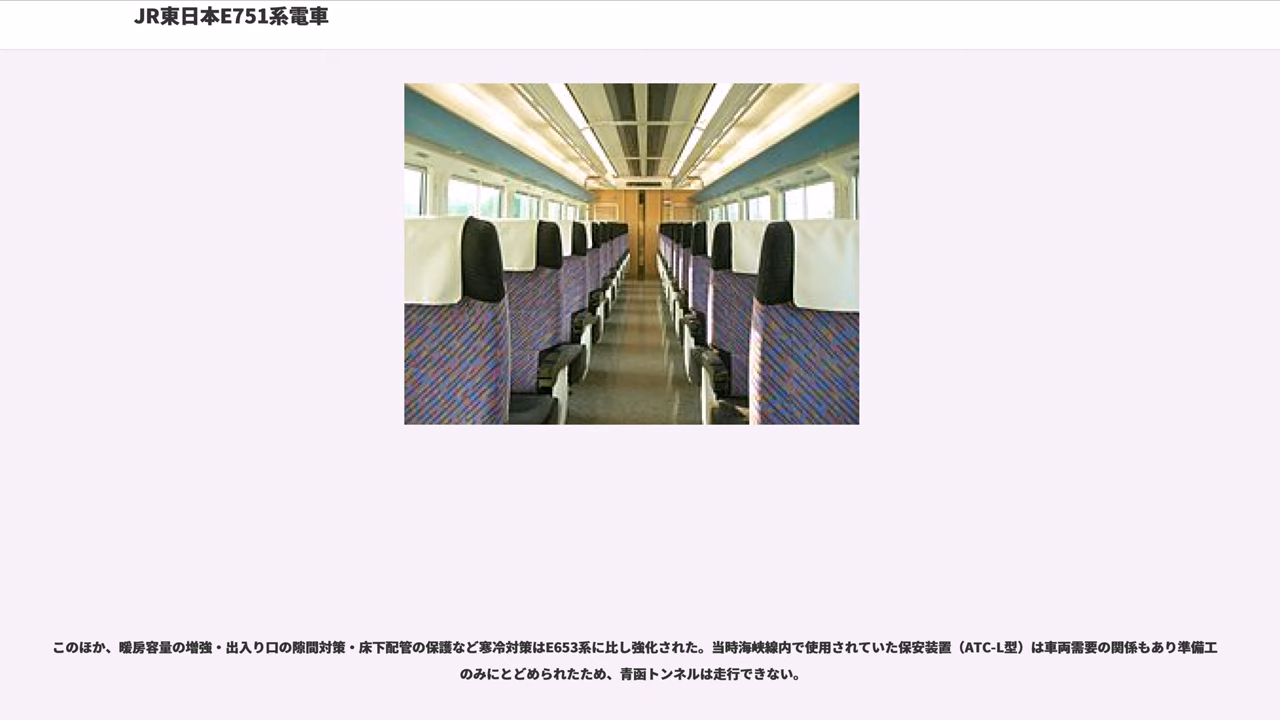 JR東日本E751系電車
このほか、暖房容量の増強・出入り口の隙間対策・床下配管の保護など寒冷対策はE653系に比し強化された。当時海峡線内で使用されていた保安装置（ATC-L型）は車両需要の関係もあり準備工
のみにとどめられたため、青函トンネルは走行できない。